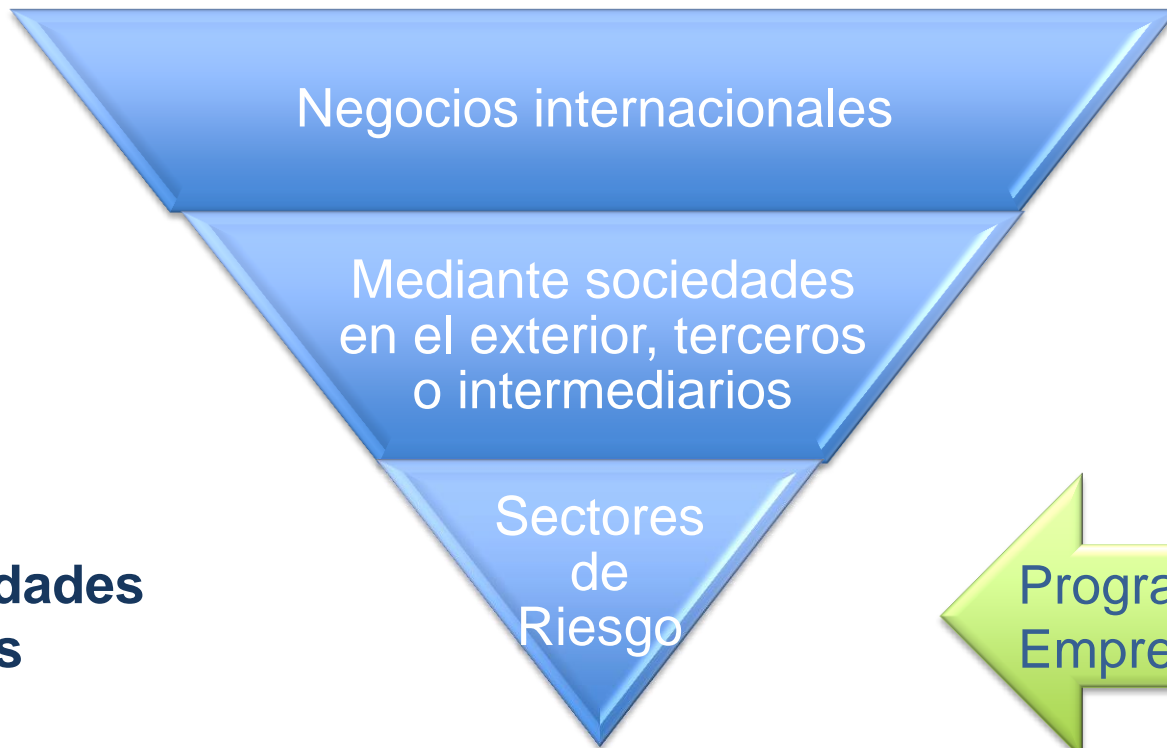 Negocios internacionales
Mediante sociedades
en el exterior, terceros
o intermediarios
Sectores
de
Riesgo
dades
s
Progra
Empre